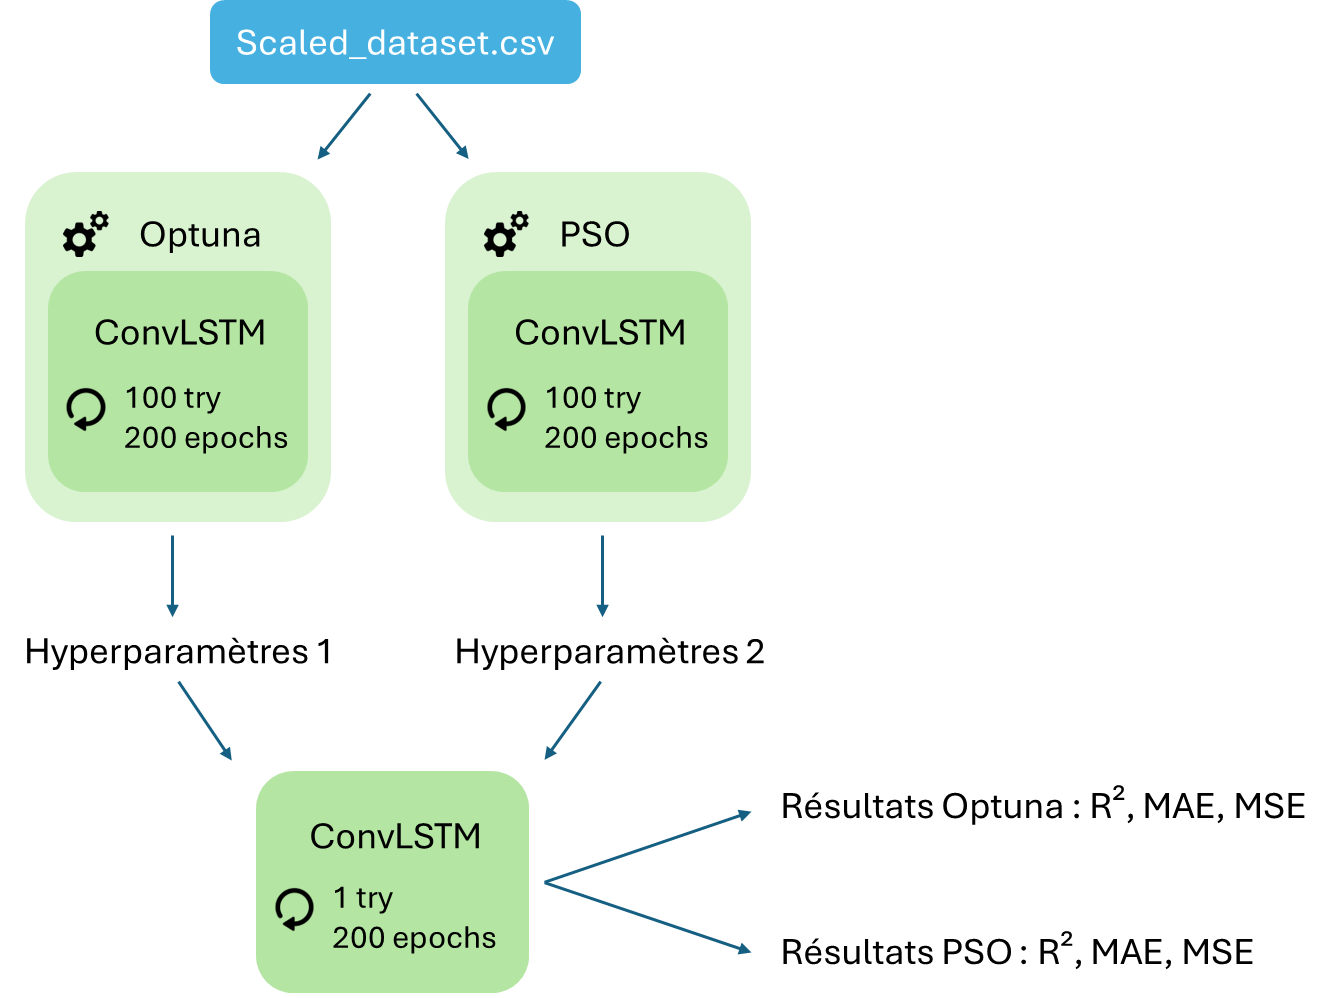 Scaled_dataset.csv
Optuna
ConvLSTM
100 try
200 epochs
PSO
ConvLSTM
100 try
200 epochs
Hyperparamètres 1
Hyperparamètres 2
ConvLSTM
1 try
200 epochs
Résultats Optuna : R², MAE, MSE
Résultats PSO : R², MAE, MSE